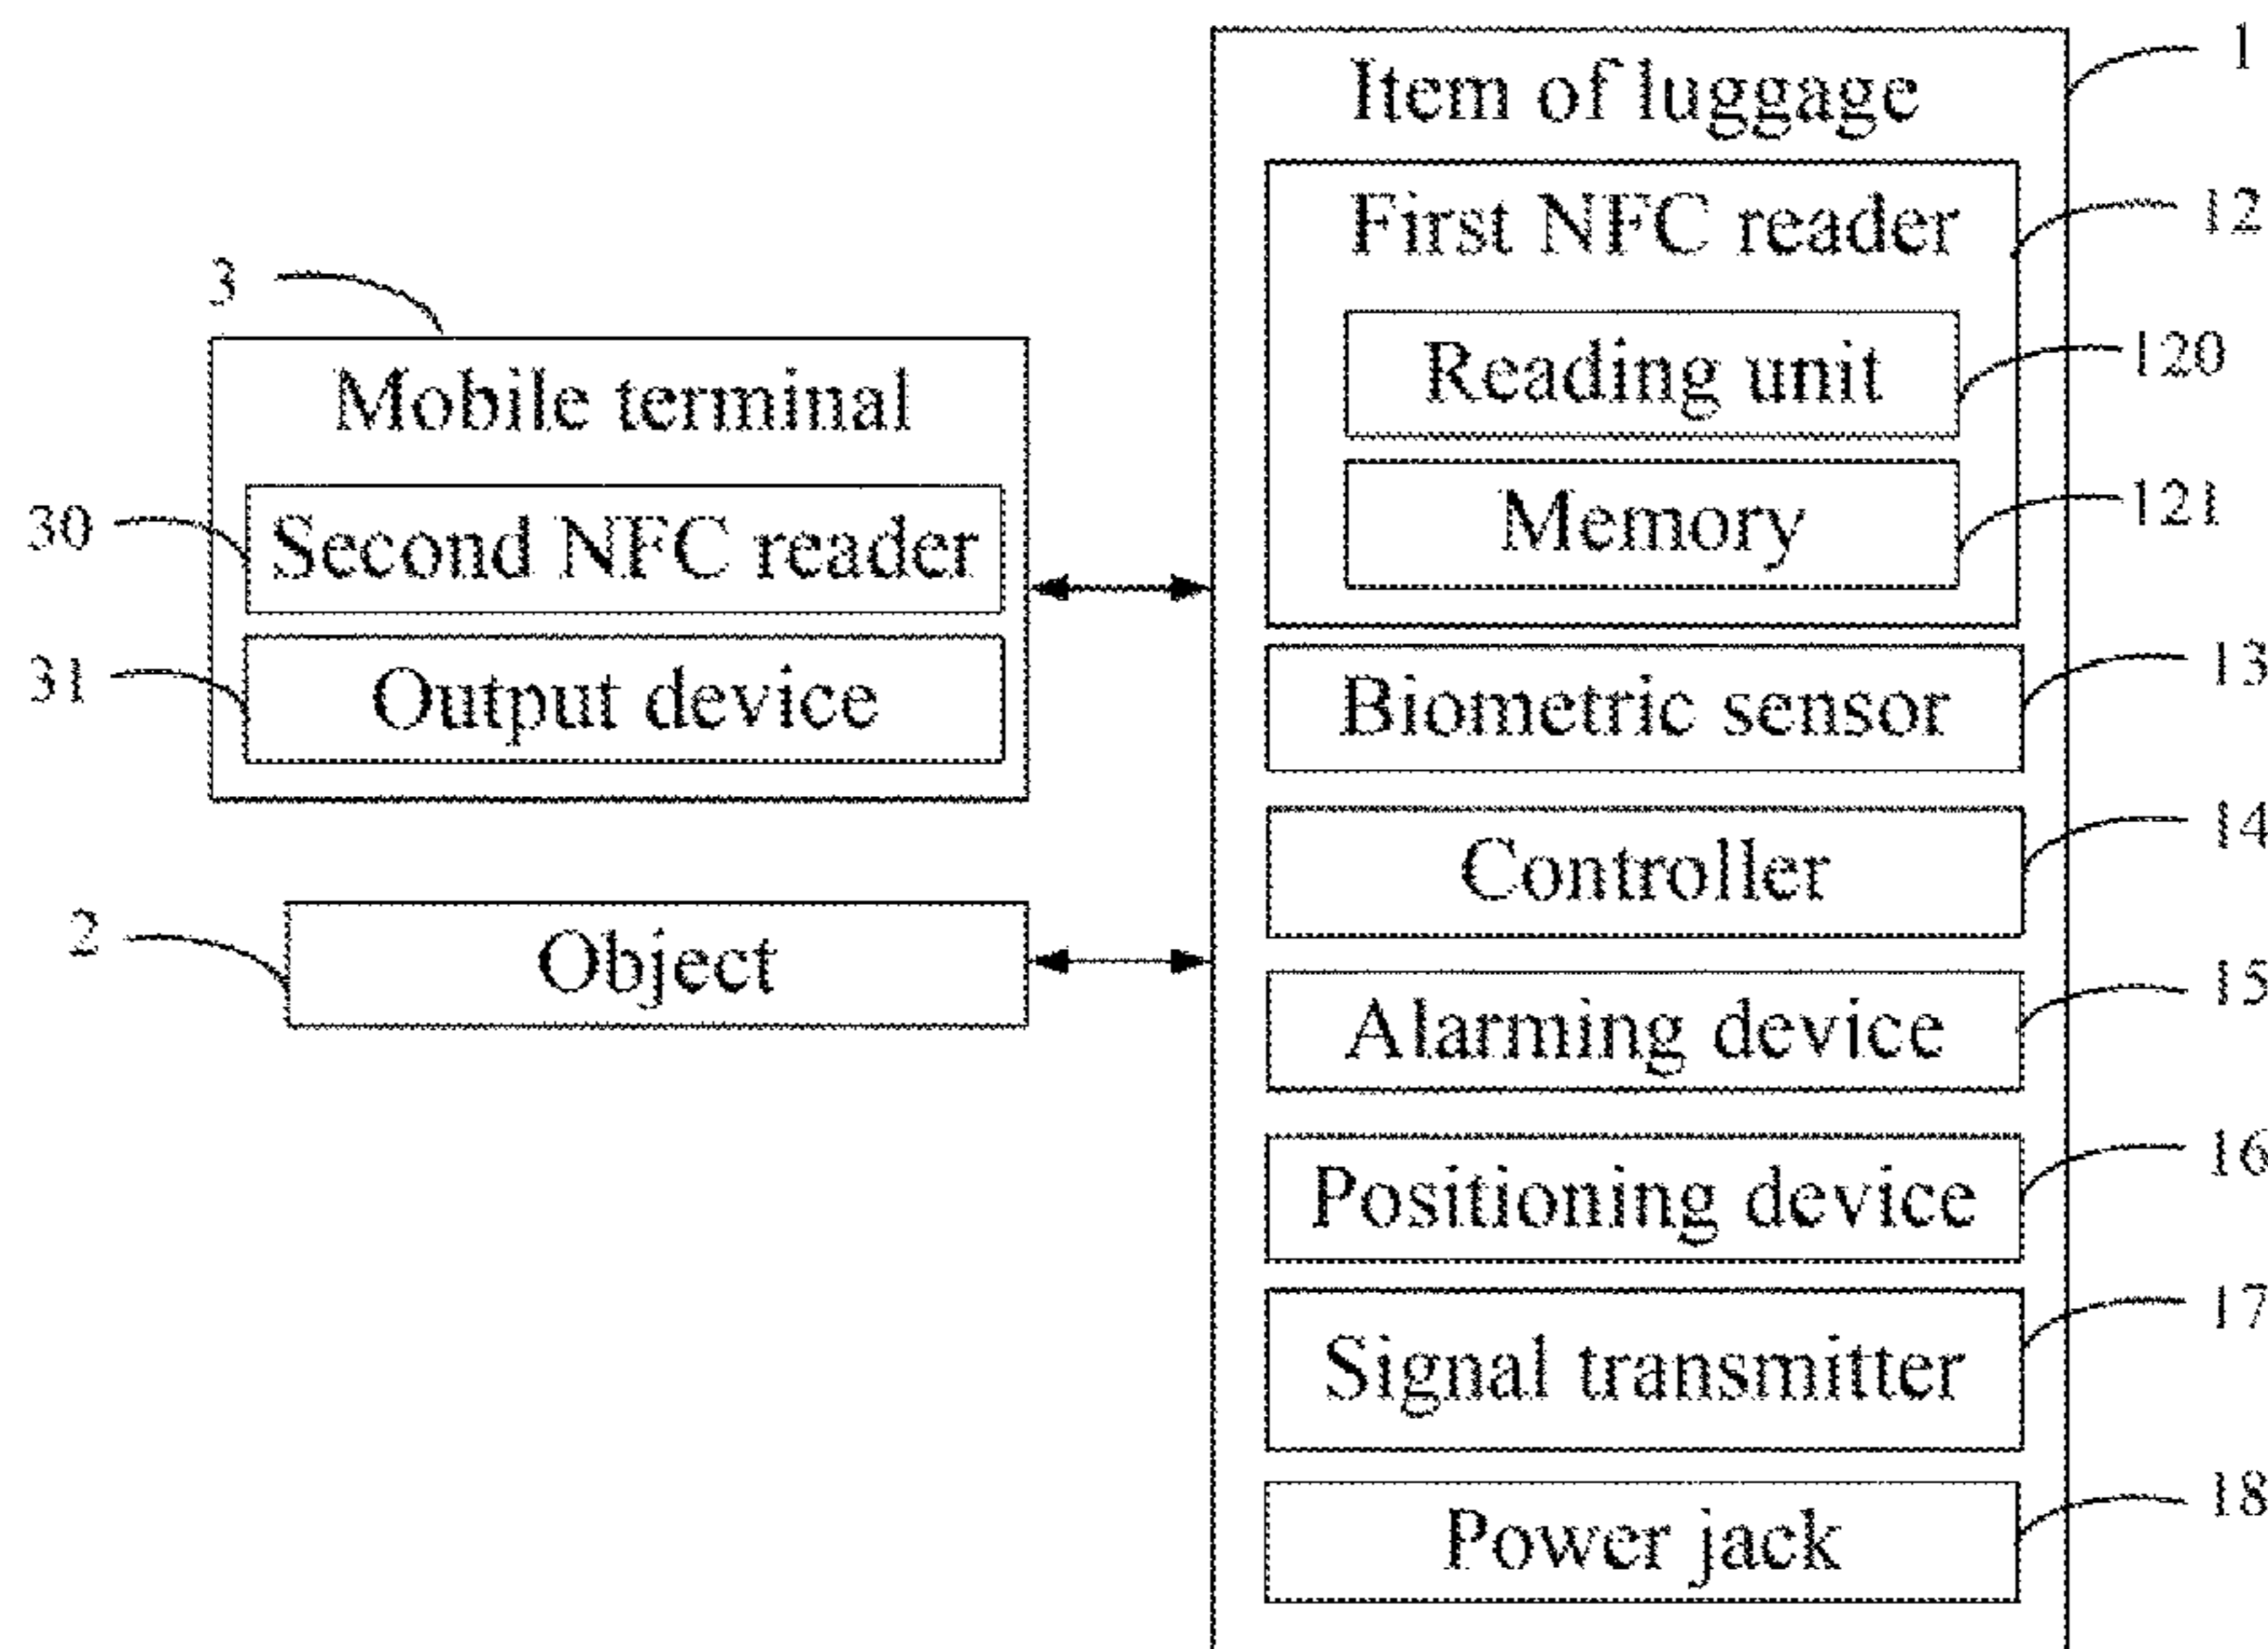 1
Item of luggage
First NFC reader
12
Reading unit
120
Memory
121
3
Mobile terminal
Second NFC reader
30
Output device
31
Biometric sensor
13
Controller
14
2
Object
Alarming device
15
Positioning device
16
Signal transmitter
17
Power jack
18